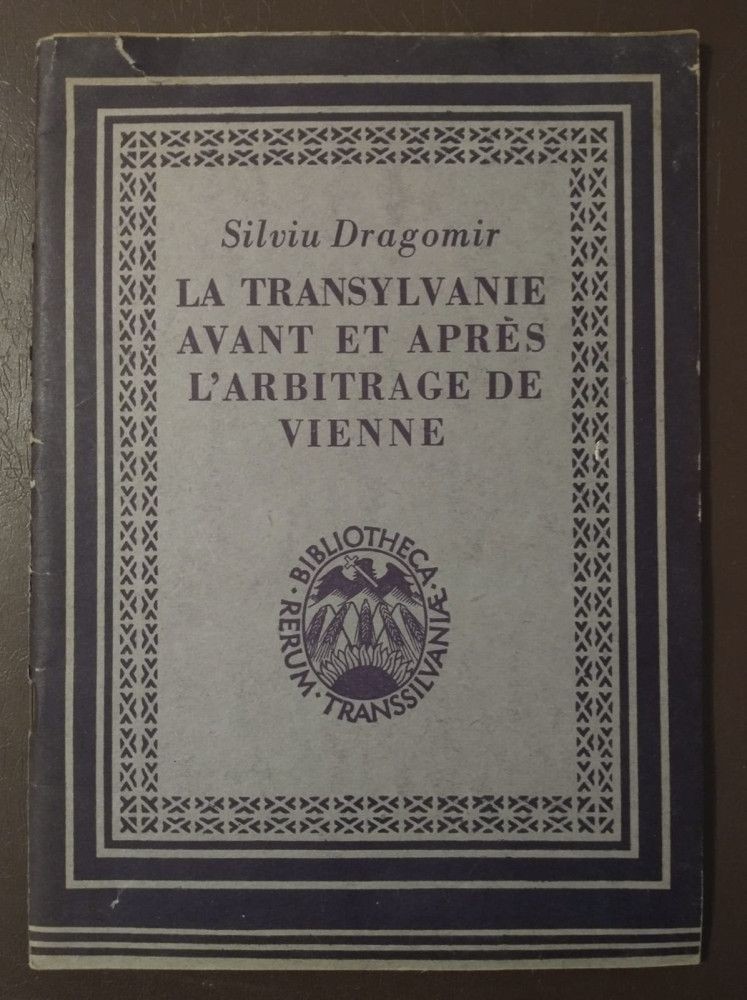 Silviu Dragomir
LA TRANSYLVANIE
AVANT ET APRÈS
L'ARBITRAGE DE
VIENNE
BIBLIOTHECA · RERUM · TRANSSILVANIÆ ·